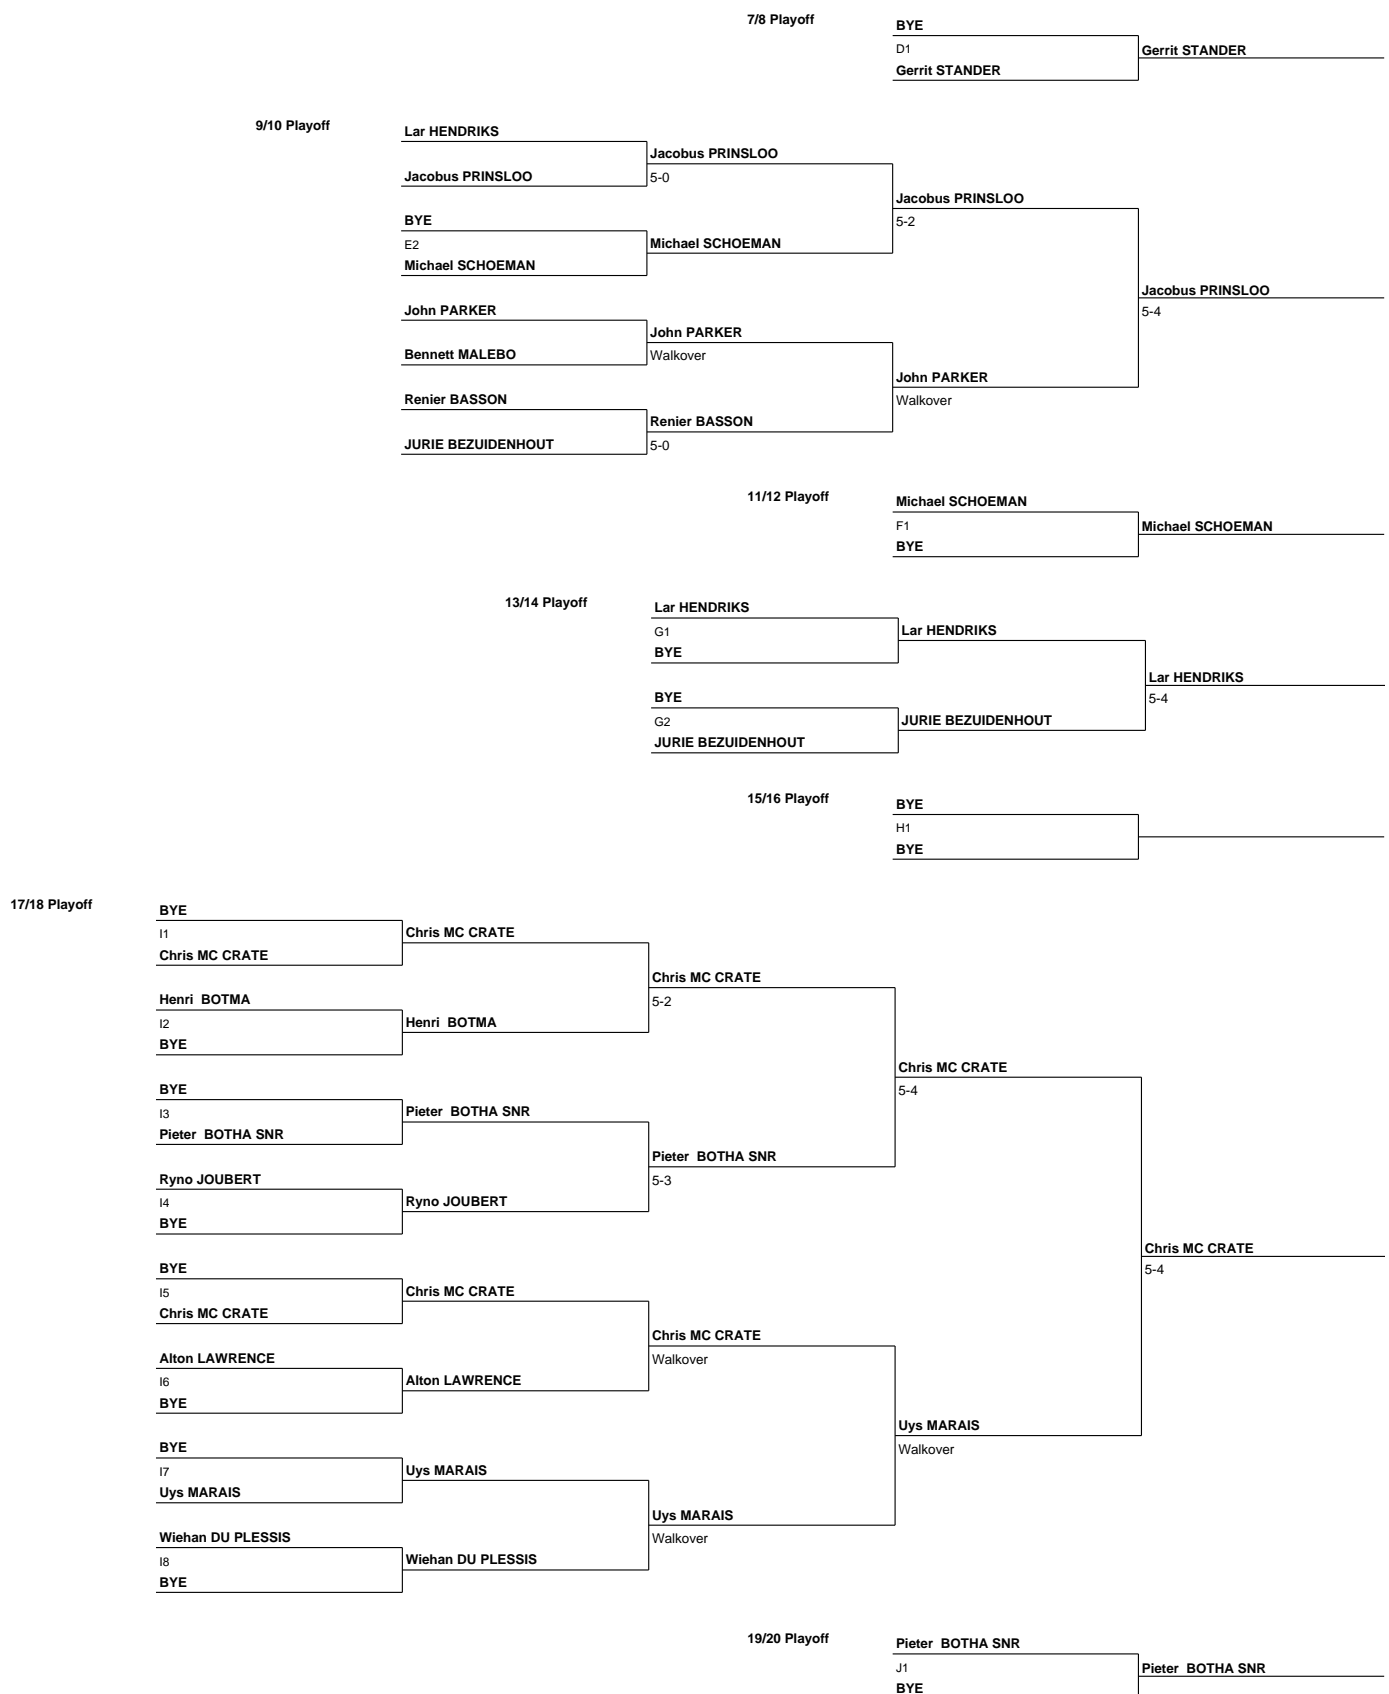 7/8 Playoff
BYE
D1
Gerrit STANDER
Gerrit STANDER
9/10 Playoff
Lar HENDRIKS
Jacobus PRINSLOO
Jacobus PRINSLOO
5-0
Jacobus PRINSLOO
5-2
BYE
E2
Michael SCHOEMAN
Michael SCHOEMAN
Jacobus PRINSLOO
5-4
John PARKER
John PARKER
Bennett MALEBO
Walkover
John PARKER
Walkover
Renier BASSON
Renier BASSON
JURIE BEZUIDENHOUT
5-0
11/12 Playoff
Michael SCHOEMAN
F1
Michael SCHOEMAN
BYE
13/14 Playoff
Lar HENDRIKS
G1
Lar HENDRIKS
BYE
Lar HENDRIKS
5-4
BYE
G2
JURIE BEZUIDENHOUT
JURIE BEZUIDENHOUT
15/16 Playoff
BYE
H1
BYE
17/18 Playoff
BYE
I1
Chris MC CRATE
Chris MC CRATE
Chris MC CRATE
5-2
Henri  BOTMA
I2
Henri  BOTMA
BYE
Chris MC CRATE
5-4
BYE
I3
Pieter  BOTHA SNR
Pieter  BOTHA SNR
Pieter  BOTHA SNR
5-3
Ryno JOUBERT
I4
Ryno JOUBERT
BYE
Chris MC CRATE
5-4
BYE
I5
Chris MC CRATE
Chris MC CRATE
Chris MC CRATE
Walkover
Alton LAWRENCE
I6
Alton LAWRENCE
BYE
Uys MARAIS
Walkover
BYE
I7
Uys MARAIS
Uys MARAIS
Uys MARAIS
Walkover
Wiehan DU PLESSIS
I8
Wiehan DU PLESSIS
BYE
19/20 Playoff
Pieter  BOTHA SNR
J1
Pieter  BOTHA SNR
BYE